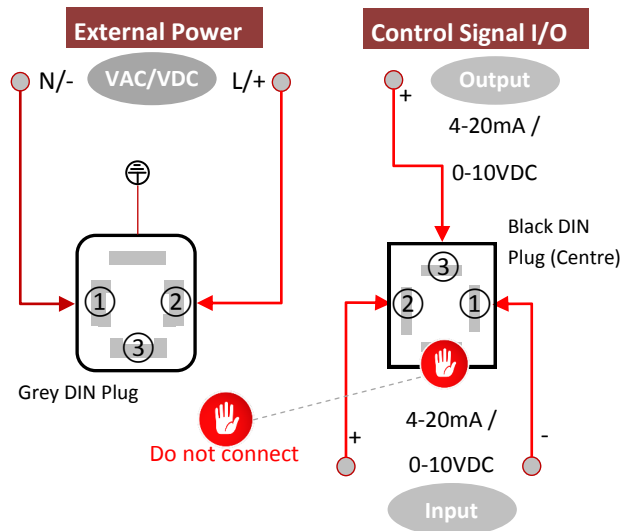 External Power
N/-
VAC/VDC
L/+
1
2
3
Grey DIN Plug
Do not connect
Control Signal I/O
Output
+
4-20mA /
0-10VDC
Black DIN
Plug (Centre)
3
2
1
+
4-20mA /
-
0-10VDC
Input